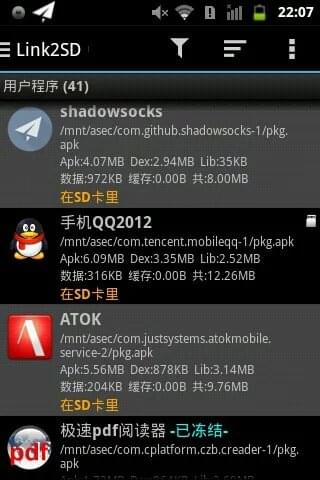 22:07
Link2SD
用户程序 (41)
shadowsocks
/mnt/asec/com.github.shadowsocks-1/pkg.
apk
Apk:4.07MB Dex:2.94MB Lib:35KB
数据:972KB 缓存:0.00B 共:8.00MB
在SD卡里
手机QQ2012
/mnt/asec/com.tencent.mobileqq-1/pkg.apk
Apk:6.09MB Dex:3.35MB Lib:2.52MB
数据:316KB 缓存:0.00B 共:12.26MB
在SD卡里
ATOK
/mnt/asec/com.justsystems.atokmobile.
service-2/pkg.apk
Apk:5.56MB Dex:878KB Lib:3.14MB
数据:204KB 缓存:0.00B 共:9.76MB
在SD卡里
极速pdf阅读器 -已冻结-
pdf
/mnt/asec/com.cplatform.czb.creader-1/
pkg.apk